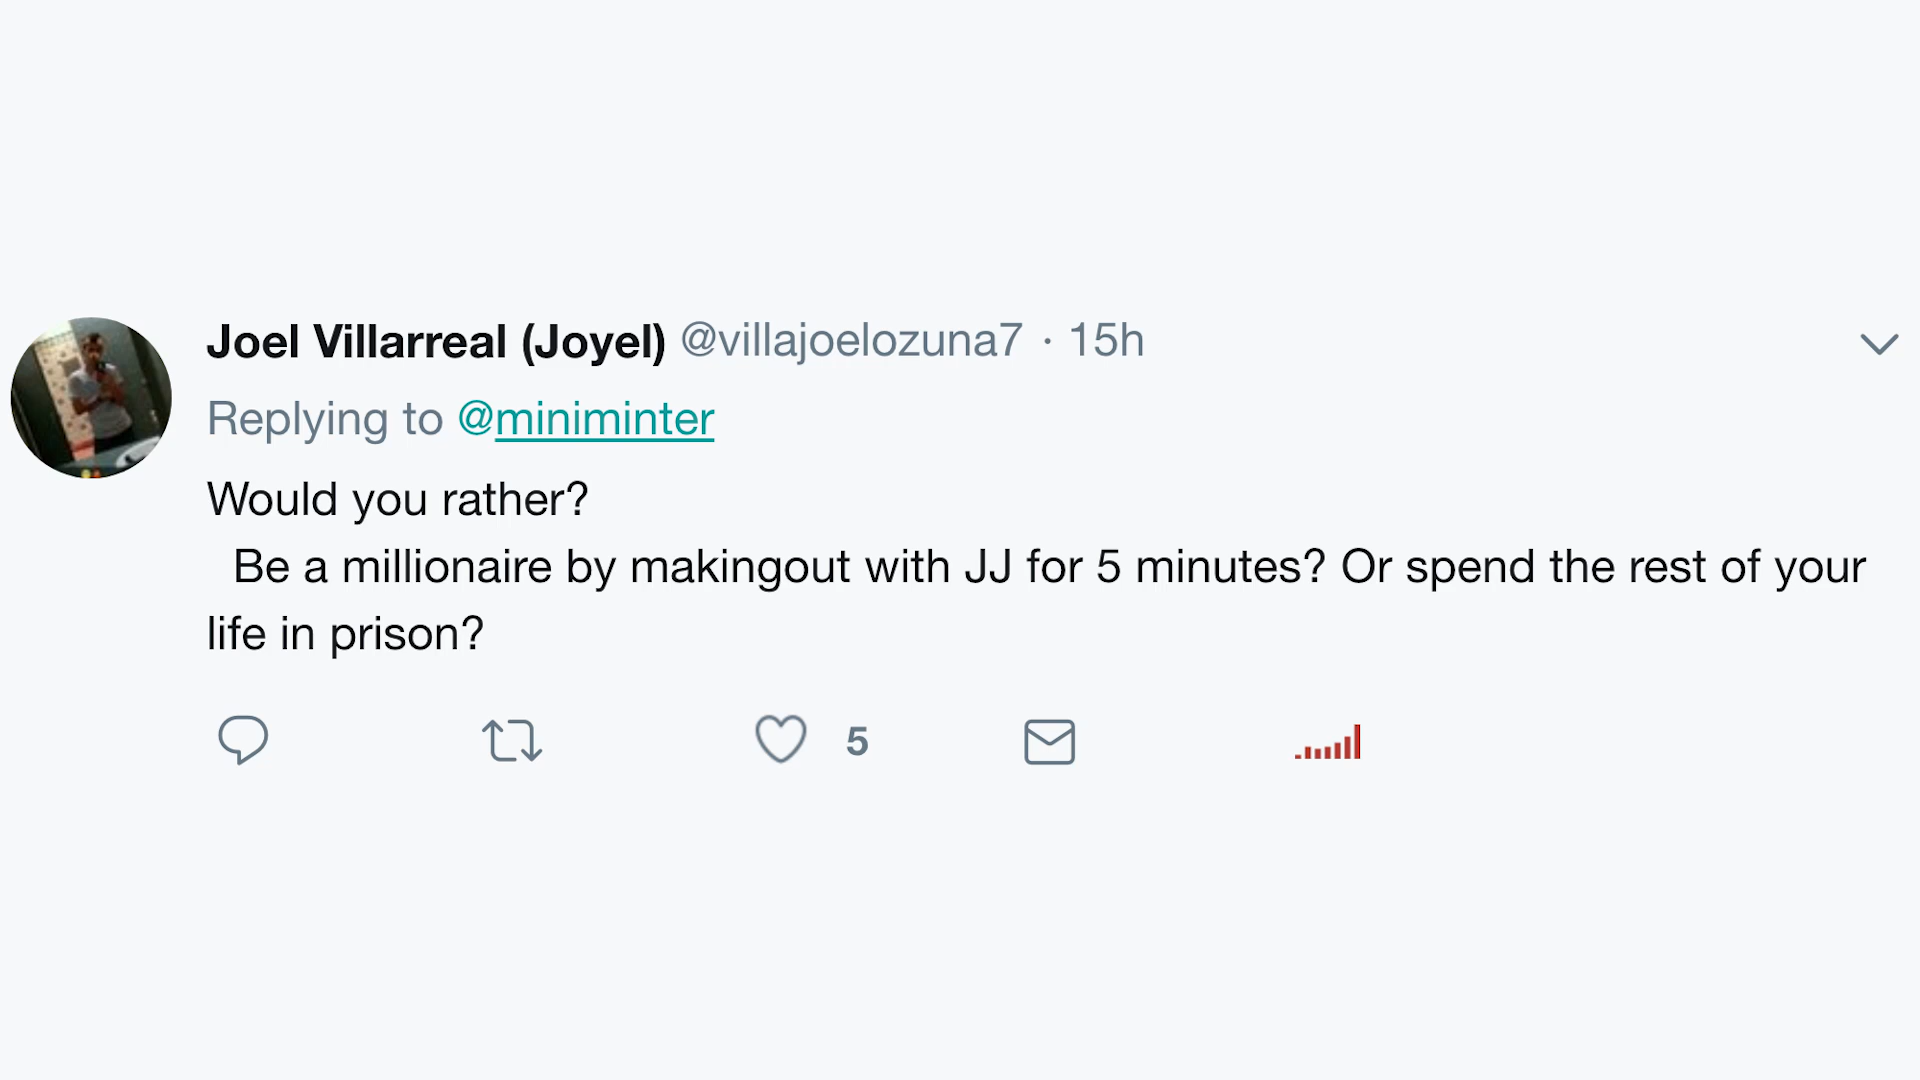 Joel Villarreal (Joyel) @villajoelozuna7 · 15h
Replying to @miniminter
Would you rather?
Be a millionaire by makingout with JJ for 5 minutes? Or spend the rest of your
life in prison?
5